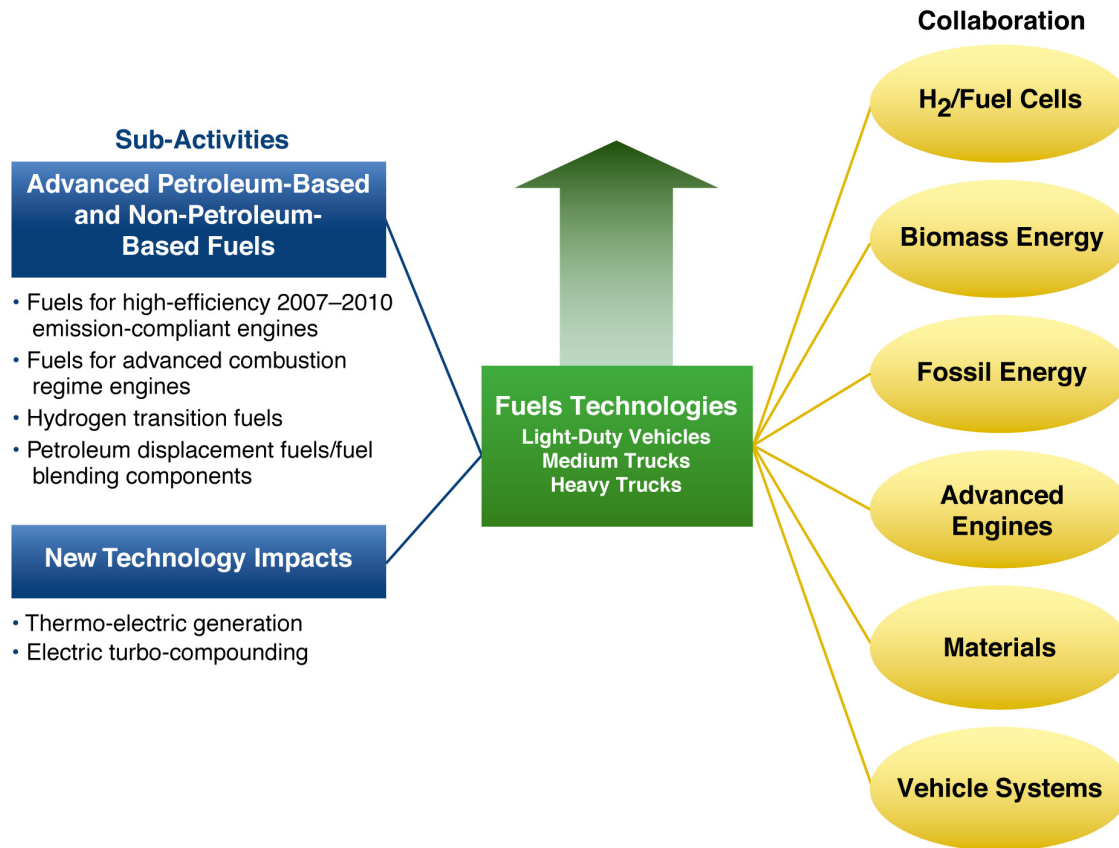 Sub-Activities
Advanced Petroleum-Based
and Non-Petroleum-
Based Fuels
• Fuels for high-efficiency 2007–2010
emission-compliant engines
• Fuels for advanced combustion
regime engines
• Hydrogen transition fuels
• Petroleum displacement fuels/fuel
blending components
New Technology Impacts
• Thermo-electric generation
• Electric turbo-compounding
Fuels Technologies
Light-Duty Vehicles
Medium Trucks
Heavy Trucks
Collaboration
H₂/Fuel Cells
Biomass Energy
Fossil Energy
Advanced
Engines
Materials
Vehicle Systems